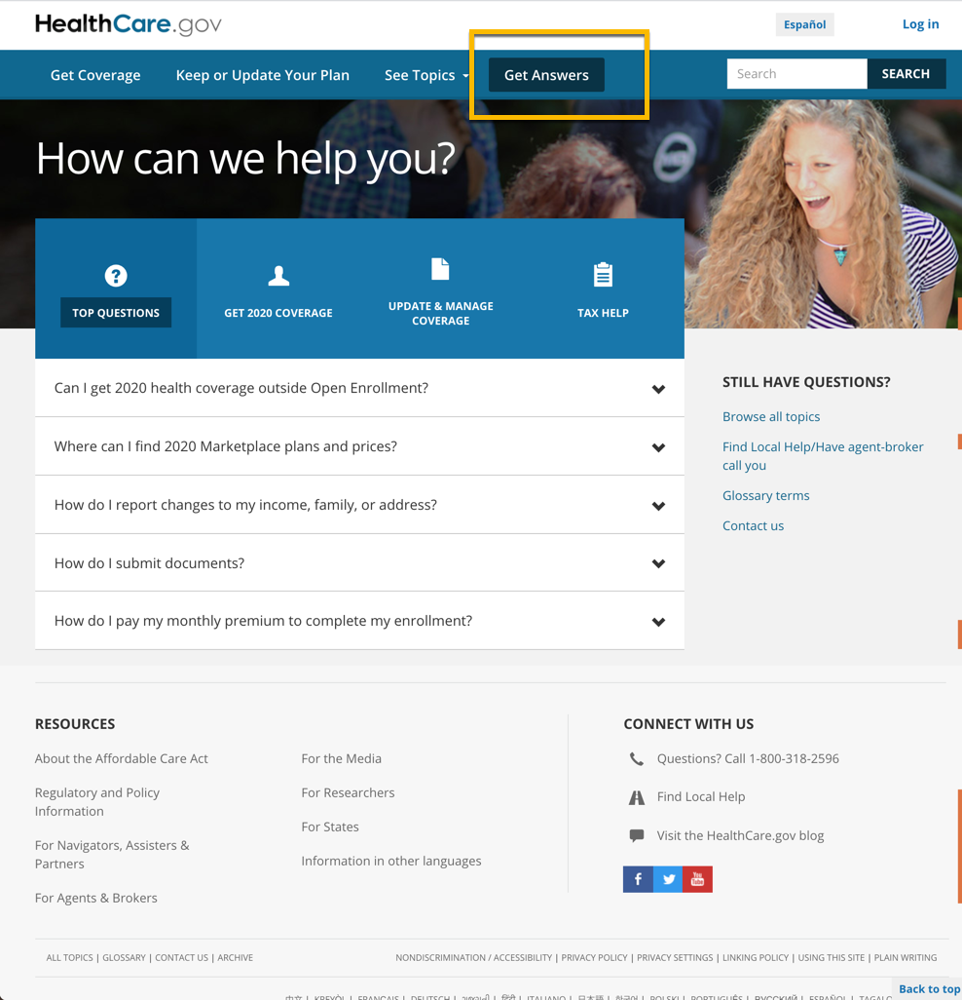 HealthCare.gov
Español
Log in
Get Coverage
Keep or Update Your Plan
See Topics
Get Answers
Search
SEARCH
How can we help you?
TOP QUESTIONS
GET 2020 COVERAGE
UPDATE & MANAGE
COVERAGE
TAX HELP
Can I get 2020 health coverage outside Open Enrollment?
Where can I find 2020 Marketplace plans and prices?
How do I report changes to my income, family, or address?
How do I submit documents?
How do I pay my monthly premium to complete my enrollment?
STILL HAVE QUESTIONS?
Browse all topics
Find Local Help/Have agent-broker
call you
Glossary terms
Contact us
RESOURCES
About the Affordable Care Act
Regulatory and Policy
Information
For Navigators, Assisters &
Partners
For Agents & Brokers
For the Media
For Researchers
For States
Information in other languages
CONNECT WITH US
Questions? Call 1-800-318-2596
Find Local Help
Visit the HealthCare.gov blog
f
You
Tube
ALL TOPICS | GLOSSARY | CONTACT US | ARCHIVE
NONDISCRIMINATION / ACCESSIBILITY | PRIVACY POLICY | PRIVACY SETTINGS | LINKING POLICY | USING THIS SITE | PLAIN WRITING
Back to top
中文 | KREYÒL | FRANÇAIS | DEUTSCH | ગુજરાતી | हिंदी | ITALIANO | 日本語 | 한국어 | POLSKI | PORTUGUÊS | РУССКИЙ | ESPAÑOL | TAGALO